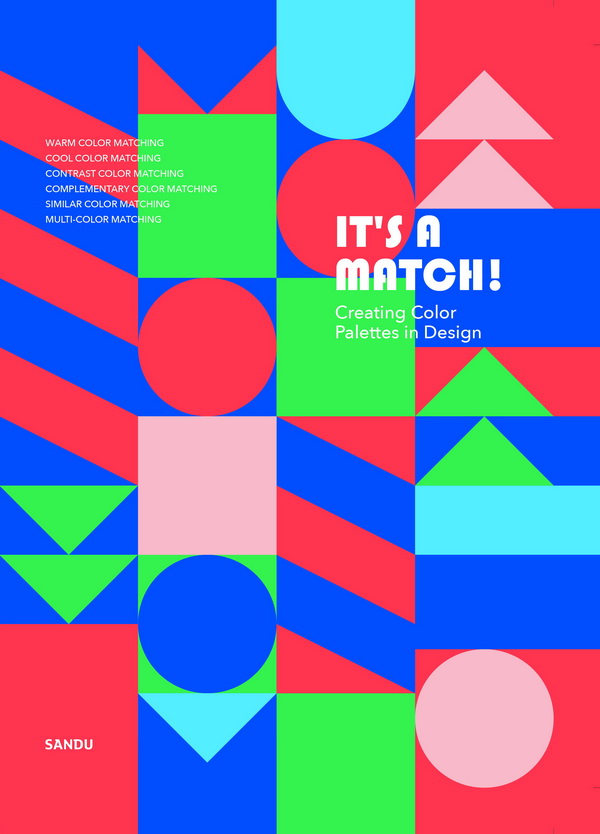 WARM COLOR MATCHING
COOL COLOR MATCHING
CONTRAST COLOR MATCHING
COMPLEMENTARY COLOR MATCHING
SIMILAR COLOR MATCHING
MULTI-COLOR MATCHING
IT'S A
MATCH!
Creating Color
Palettes in Design
SANDU